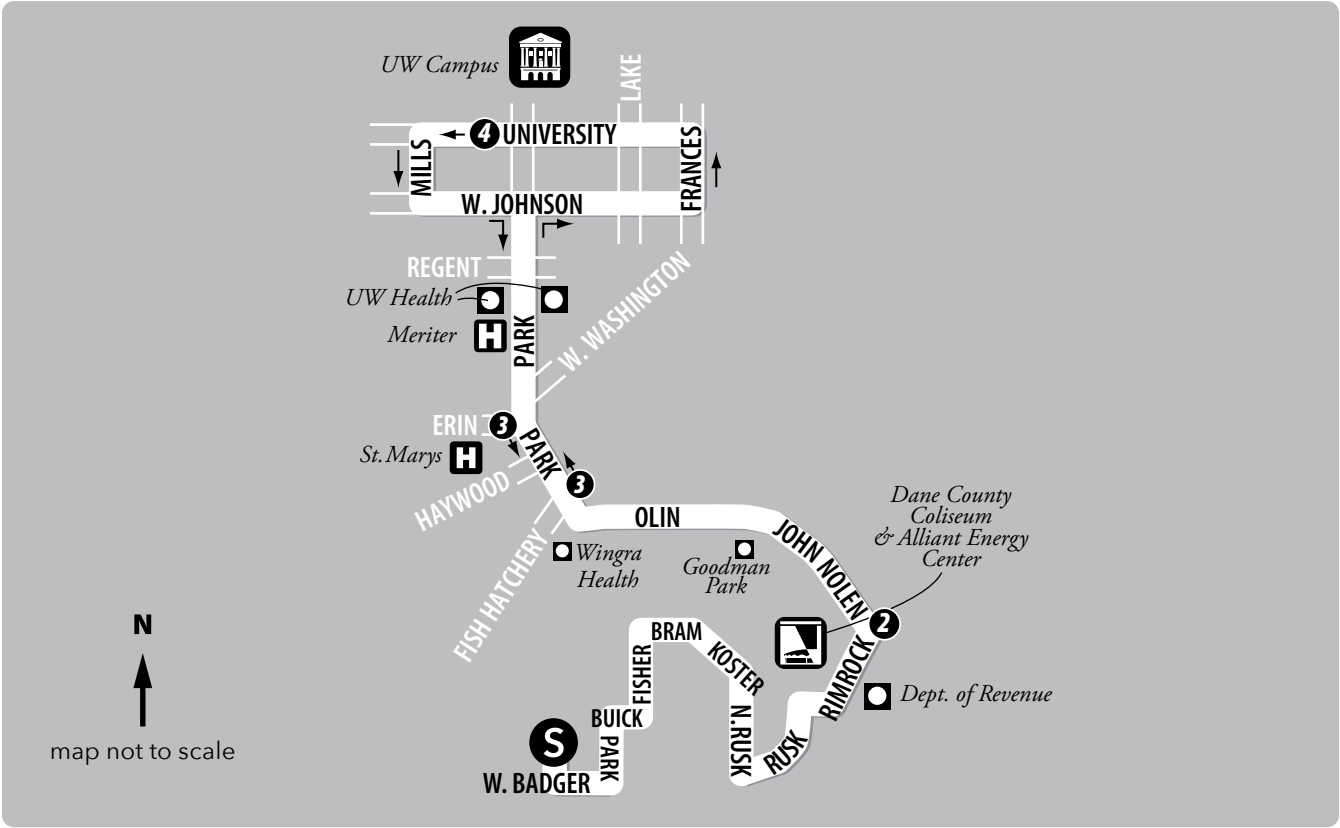 UW Campus
LAKE
4 UNIVERSITY
MILLS
FRANCES
W. JOHNSON
REGENT
UW Health
W. WASHINGTON
Meriter
H
PARK
ERIN
3
St. Marys
H
PARK
3
HAYWOOD
OLIN
Dane County
Coliseum
& Alliant Energy
Center
JOHN NOLEN
FISH HATCHERY
Wingra
Health
Goodman
Park
2
N
BRAM
KOSTER
FISHER
RIMROCK
Dept. of Revenue
BUICK
N. RUSK
RUSK
S
PARK
map not to scale
W. BADGER